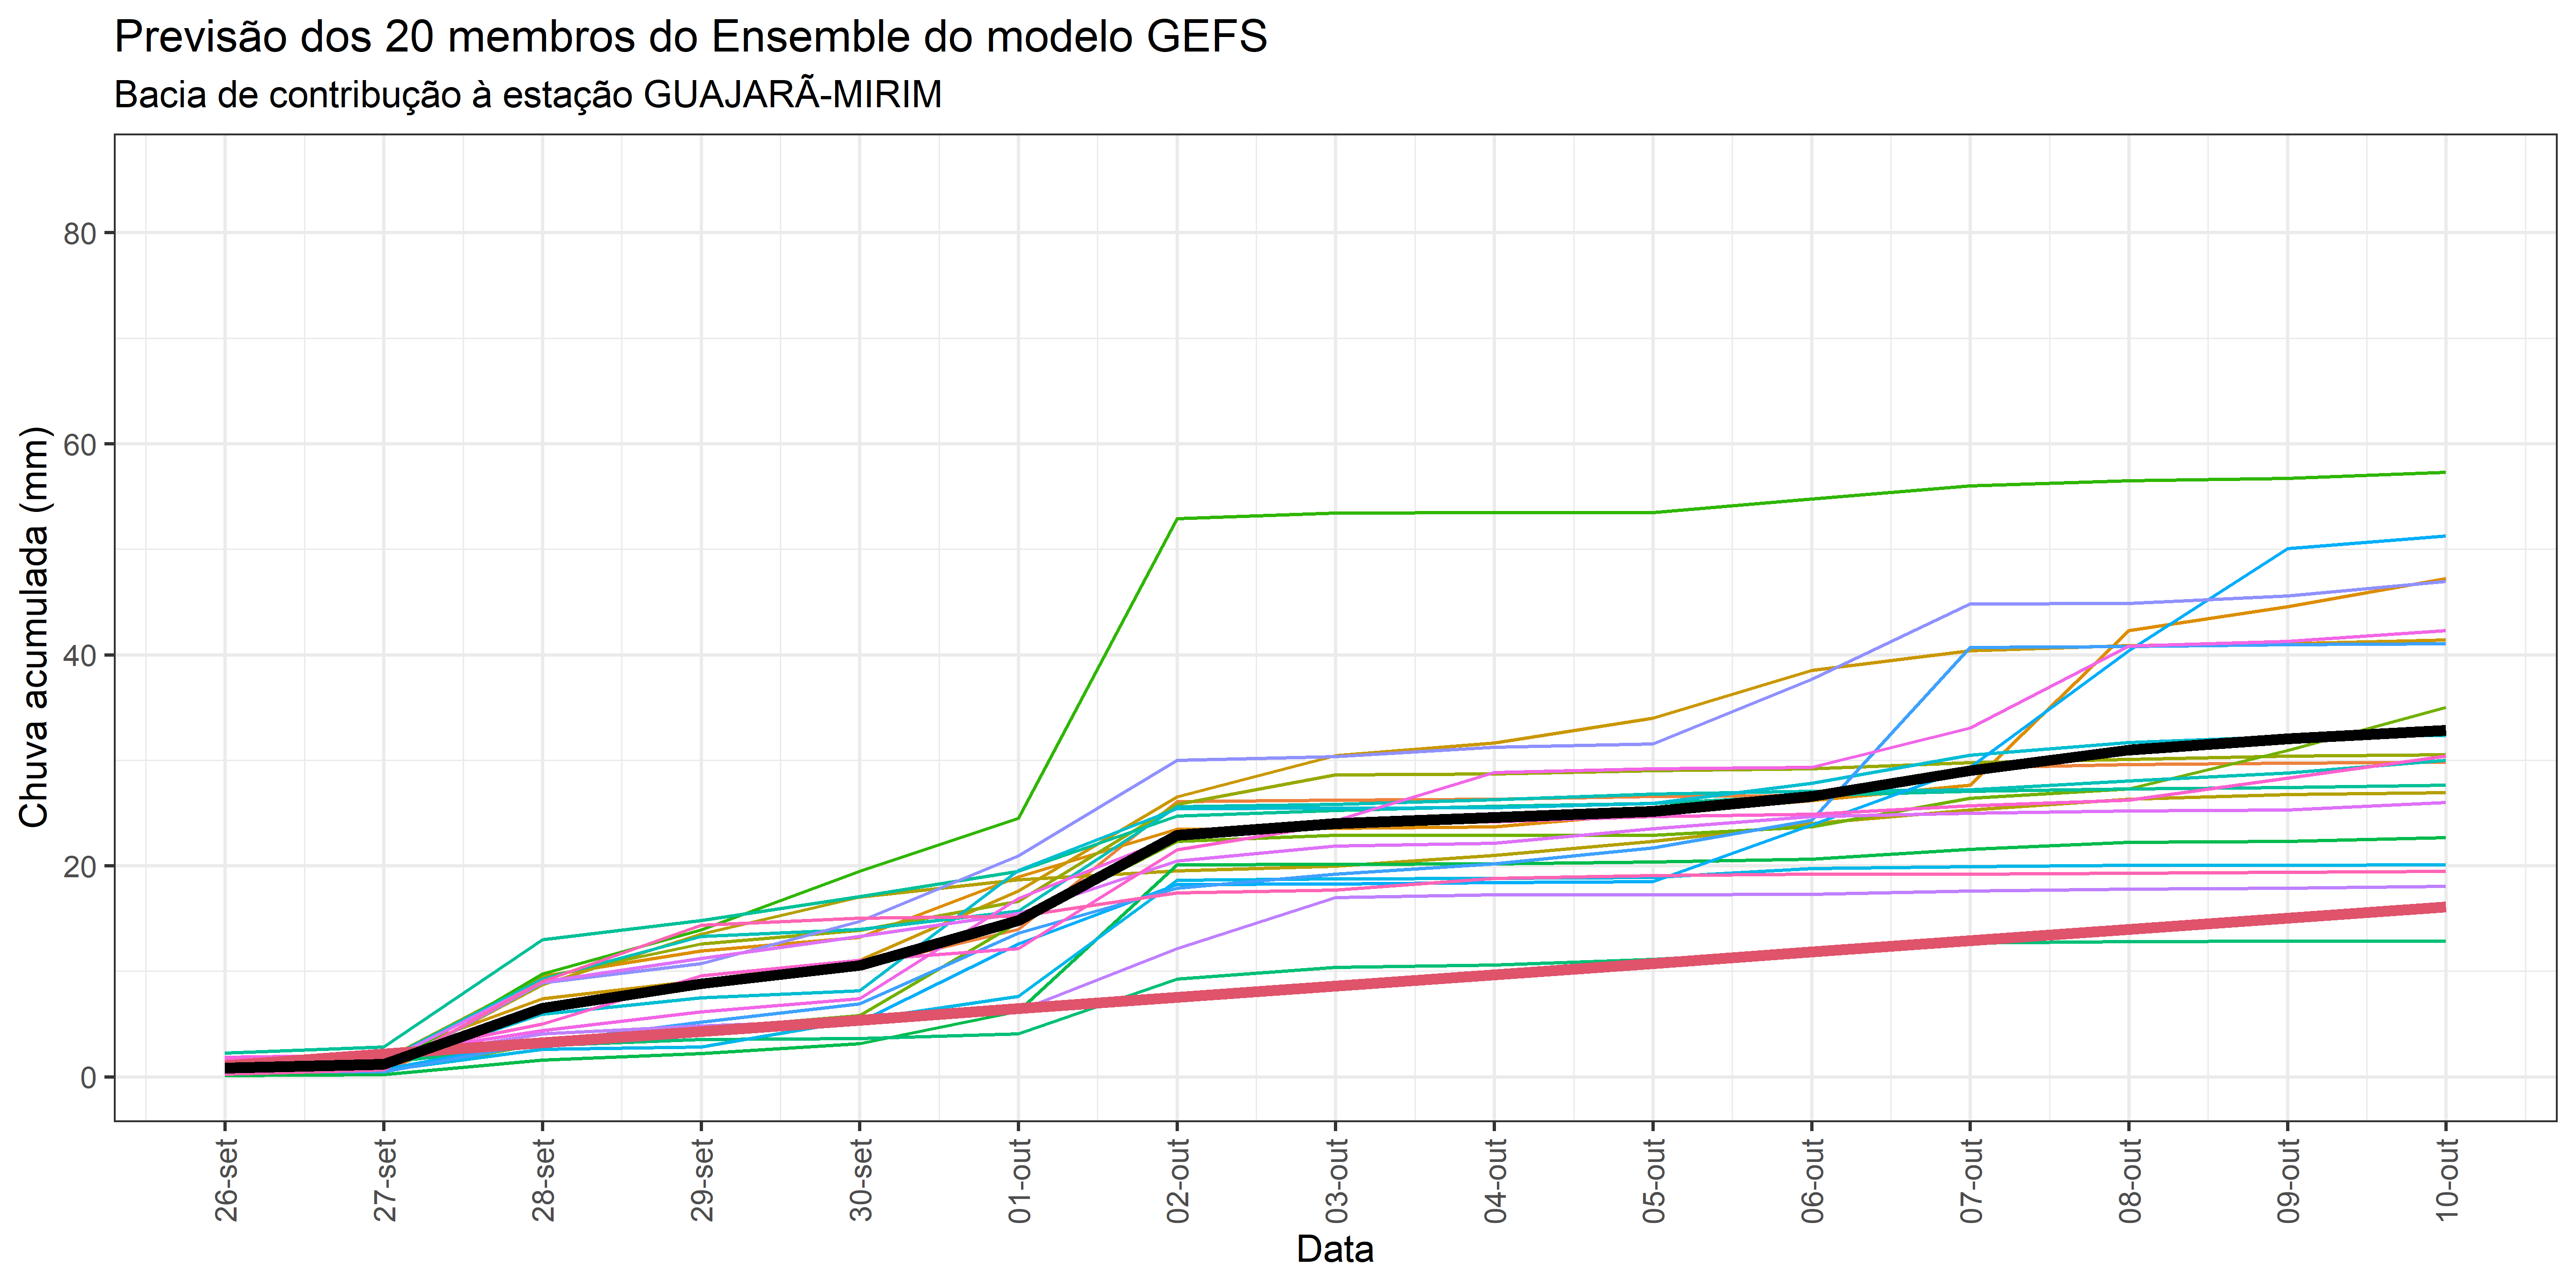 Previsão dos 20 membros do Ensemble do modelo GEFS
Bacia de contribução à estação GUAJARÃ-MIRIM
Chuva acumulada (mm)
80
60
40
20
0
26-set
27-set
28-set
29-set
30-set
01-out
02-out
03-out
04-out
05-out
06-out
07-out
08-out
09-out
10-out
Data